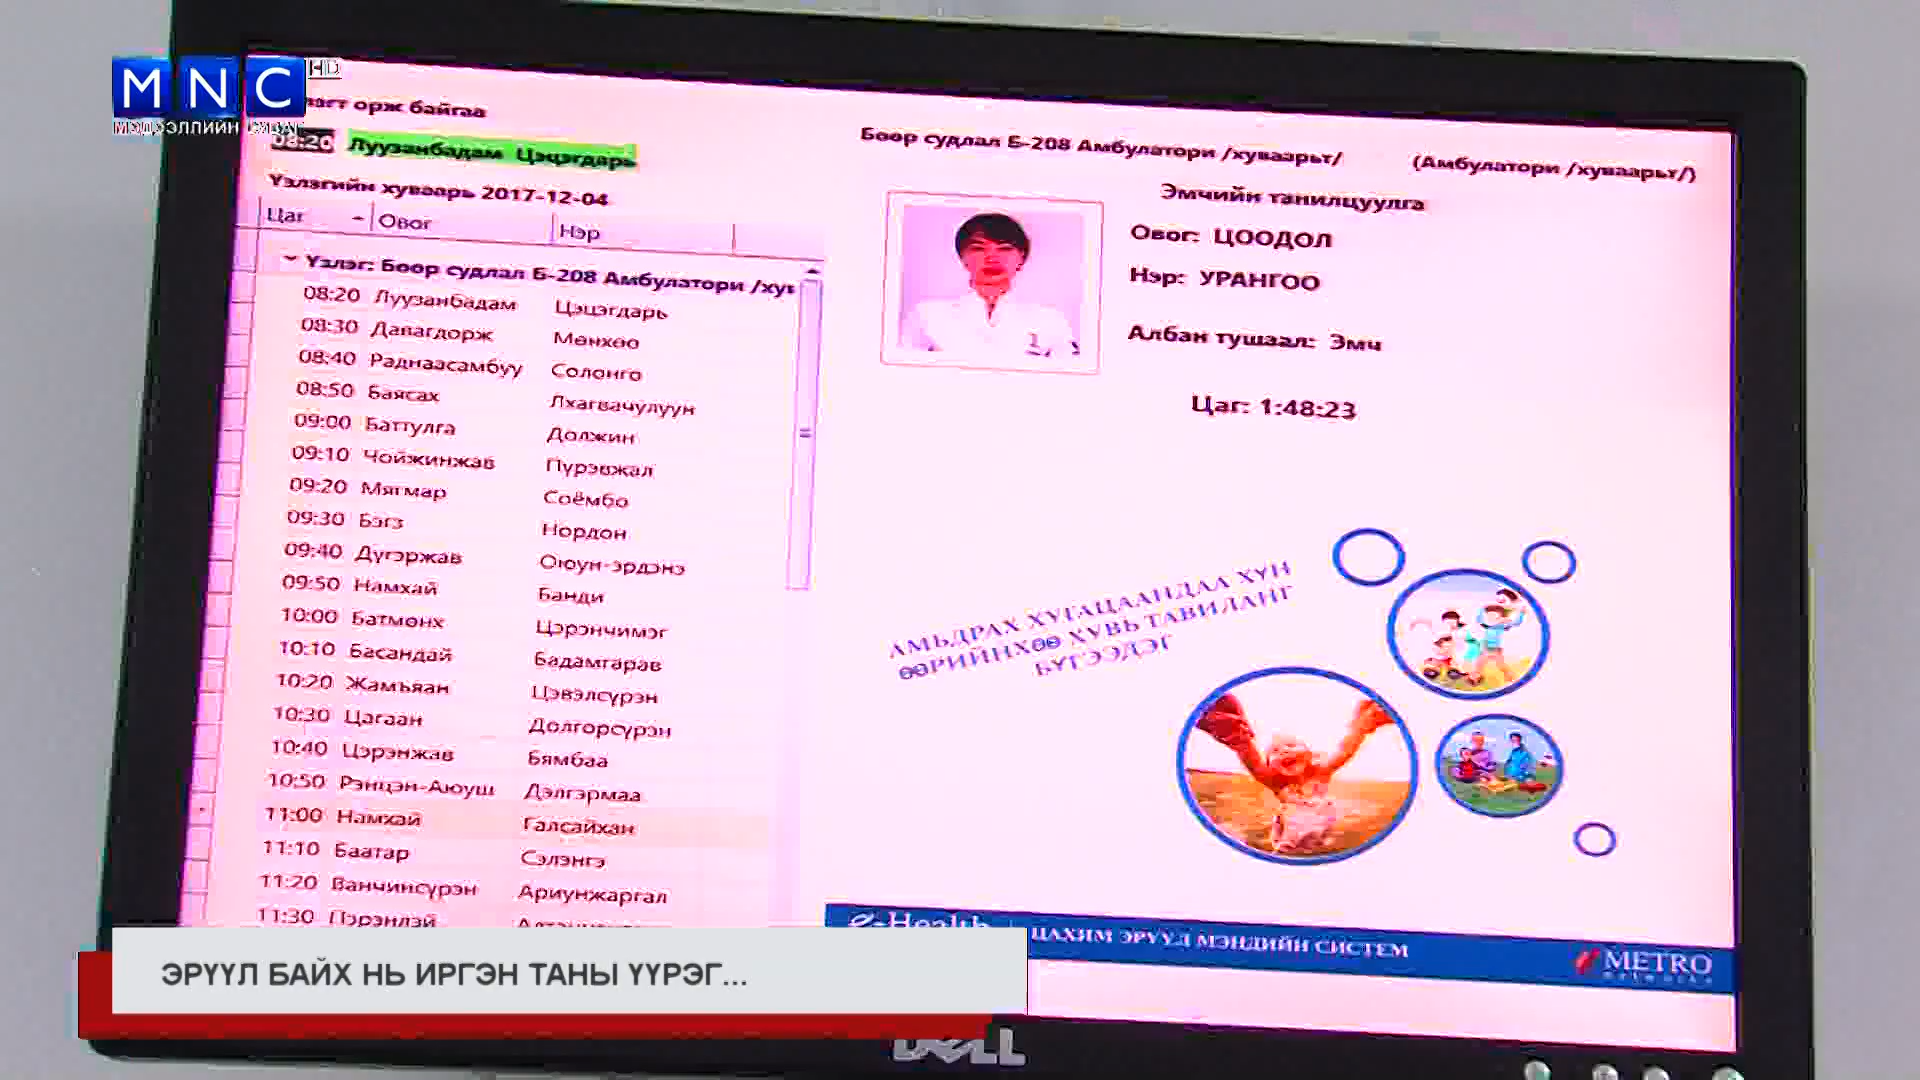 MNC HD
МЭДЭЭЛЛИЙН СУВАГ
орж байгаа
08:20 Луузанбадам Цэцэгдарь
Үзлэгийн хуваарь 2017-12-04
Цаг Овог Нэр
Үзлэг: Бөөр судлал Б-208 Амбулатори /хув
08:20 Луузанбадам Цэцэгдарь
08:30 Давагдорж Мөнхөө
08:40 Раднаасамбуу Солонго
08:50 Баясах Лхагвачулуун
09:00 Баттулга Должин
09:10 Чойжинжав Пүрэвжал
09:20 Мягмар Соёмбо
09:30 Бэгз Нордон
09:40 Дүгэржав Оюун-эрдэнэ
09:50 Намхай Банди
10:00 Батмөнх Цэрэнчимэг
10:10 Басандай Бадамгарав
10:20 Жамъяан Цэвэлсүрэн
10:30 Цагаан Долгорсүрэн
10:40 Цэрэнжав Бямбаа
10:50 Рэнцэн-Аюуш Дэлгэрмаа
11:00 Намхай Галсайхан
11:10 Баатар Сэлэнгэ
11:20 Ванчинсүрэн Ариунжаргал
11:30
Бөөр судлал Б-208 Амбулатори /хуваарьт/ (Амбулатори /хуваарьт/)
Эмчийн танилцуулга
Овог: ЦООДОЛ
Нэр: УРАНГОО
Албан тушаал: Эмч
Цаг: 1:48:23
АМЬДРАХ ХУГАЦААНДАА ХҮН
ӨӨРИЙНХӨӨ ХУВЬ ТАВИЛАНГ
БҮТЭЭДЭГ
e-Health ЦАХИМ ЭРҮҮЛ МЭНДИЙН СИСТЕМ
METRO
ЭРҮҮЛ БАЙХ НЬ ИРГЭН ТАНЫ ҮҮРЭГ...
DELL